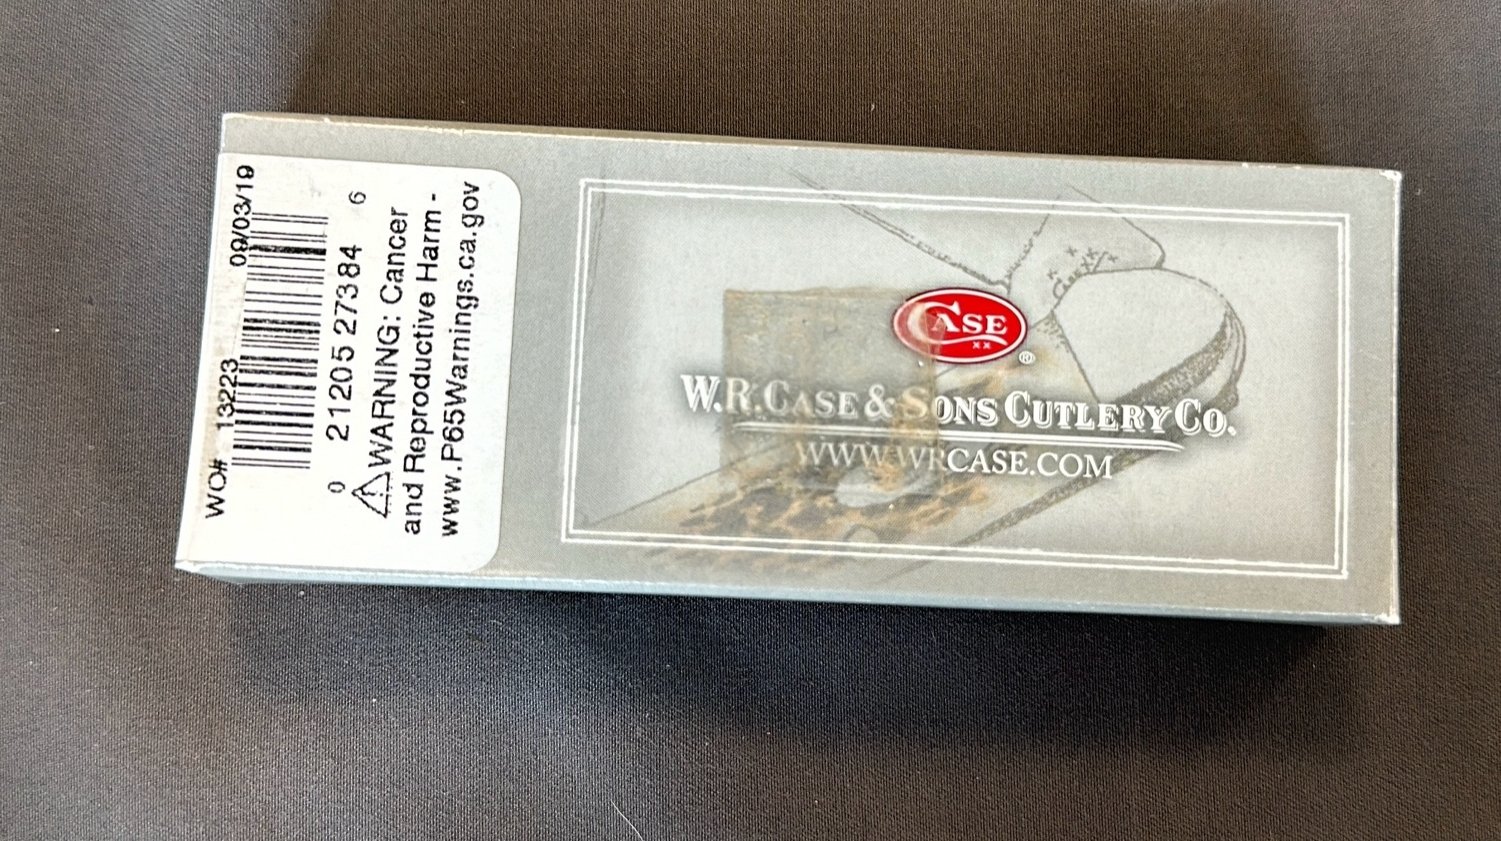 WO# 13223 09/03/19
0 21205 27384 6
⚠WARNING: Cancer
and Reproductive Harm -
www.P65Warnings.ca.gov
CASE
XX
®
W.R. CASE & SONS CUTLERY CO.
WWW.WRCASE.COM